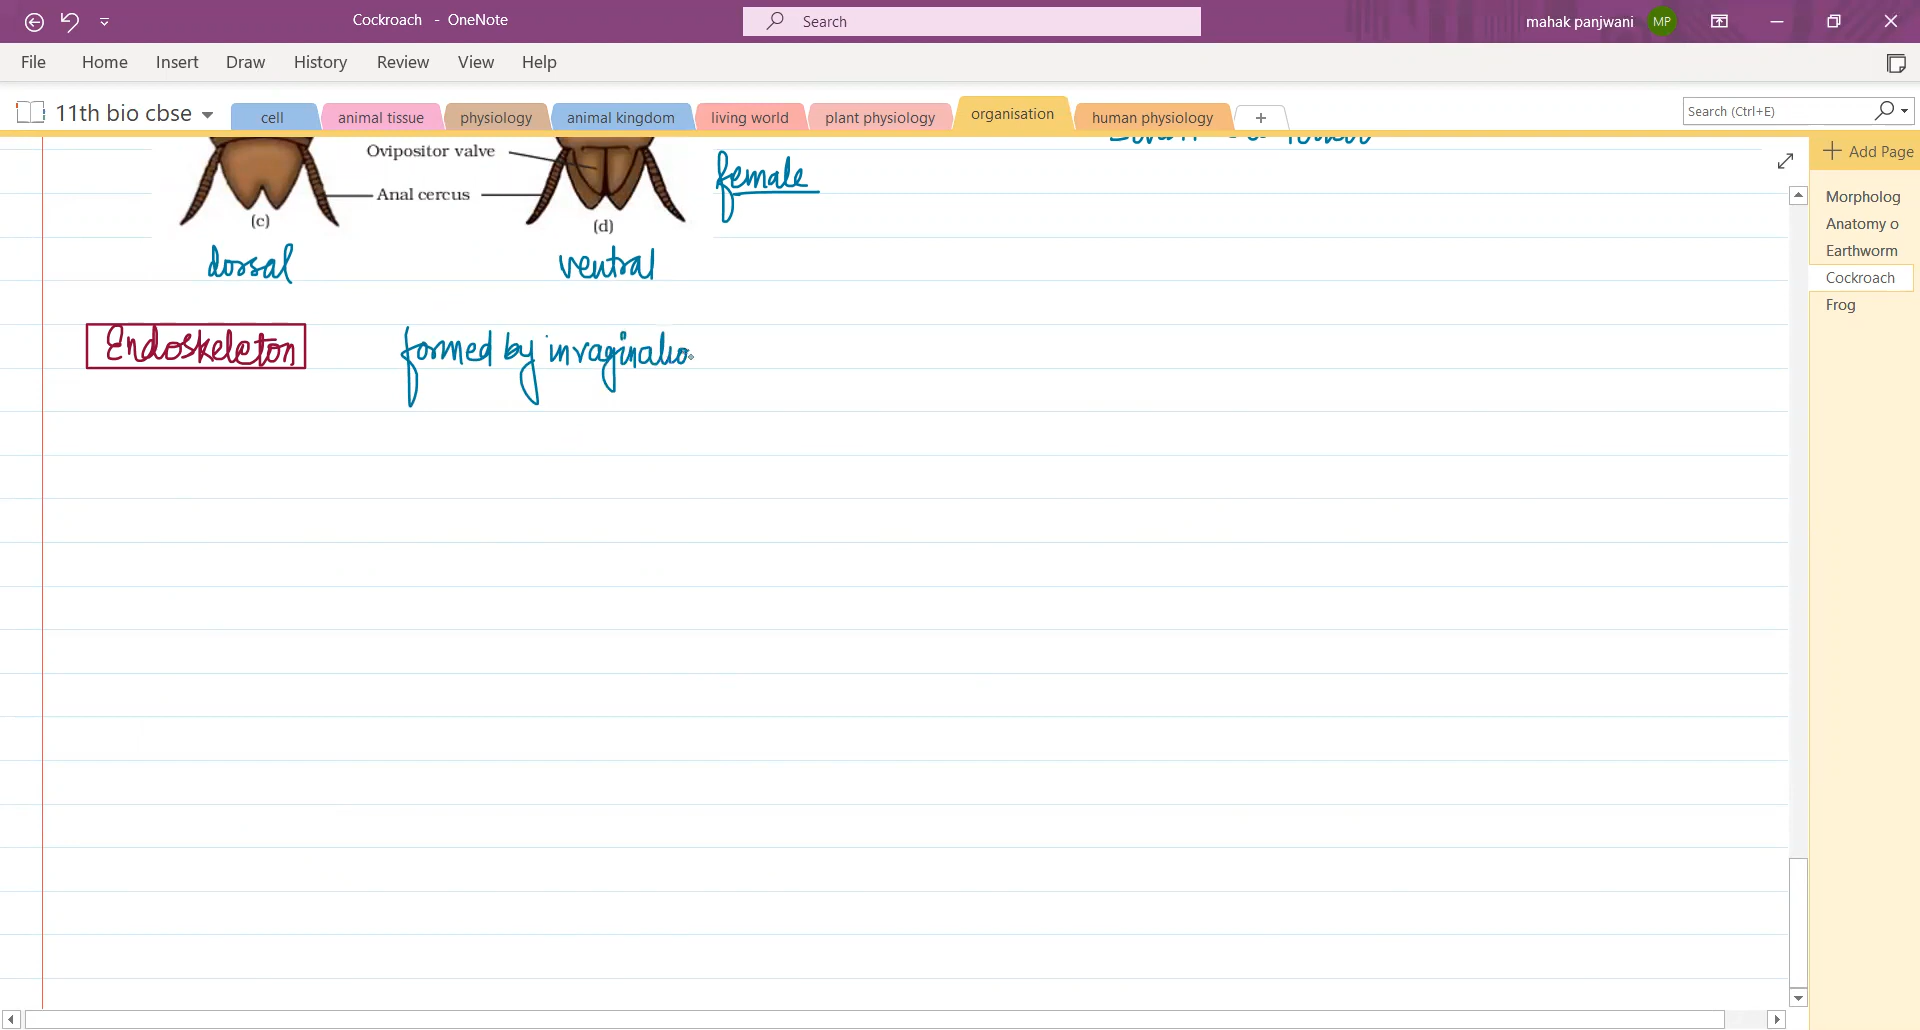 Cockroach - OneNote
Search
mahak panjwani MP
File Home Insert Draw History Review View Help
11th bio cbse
cell animal tissue physiology animal kingdom living world plant physiology organisation human physiology
Search (Ctrl+E)
Add Page
Morpholog
Anatomy o
Earthworm
Cockroach
Frog
Ovipositor valve
Anal cercus
female
(c) (d)
dorsal ventral
Endoskeleton formed by invaginatio